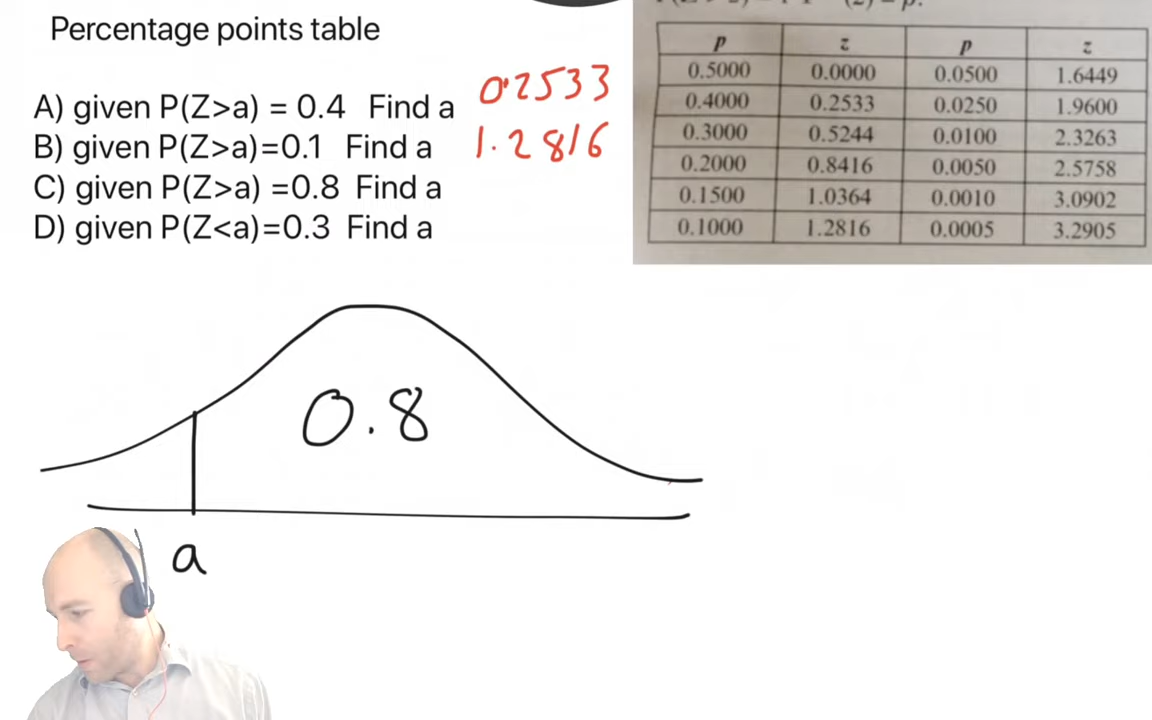 Percentage points table
A) given P(Z>a) = 0.4 Find a 0.2533
B) given P(Z>a)=0.1 Find a 1.2816
C) given P(Z>a) =0.8 Find a
D) given P(Z<a)=0.3 Find a
p z p z
0.5000 0.0000 0.0500 1.6449
0.4000 0.2533 0.0250 1.9600
0.3000 0.5244 0.0100 2.3263
0.2000 0.8416 0.0050 2.5758
0.1500 1.0364 0.0010 3.0902
0.1000 1.2816 0.0005 3.2905
0.8
a